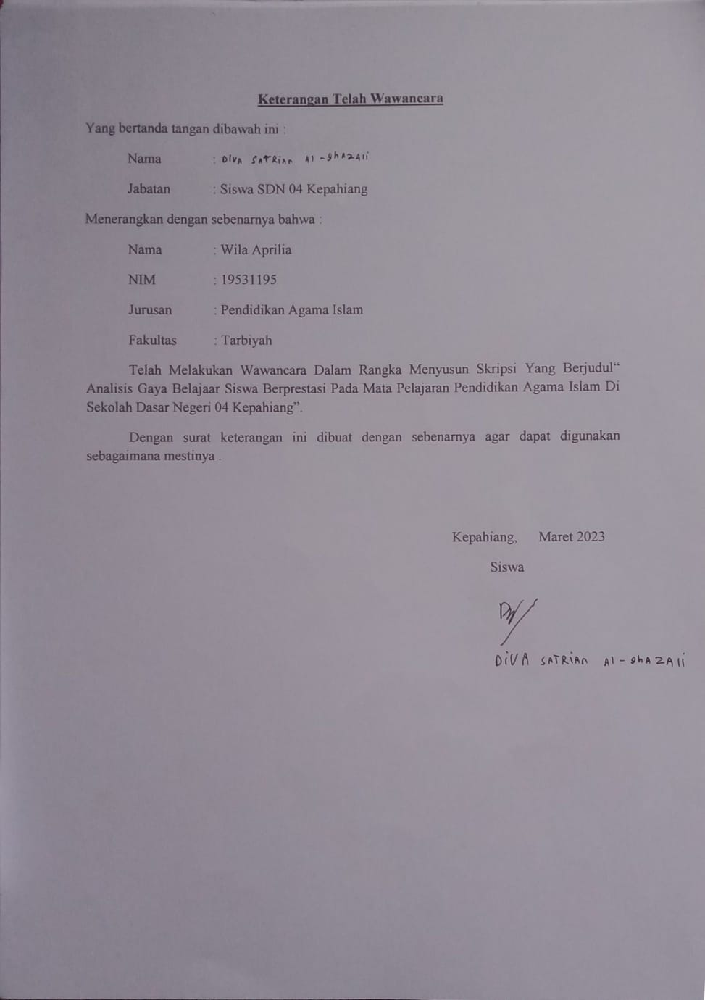 Keterangan Telah Wawancara
Yang bertanda tangan dibawah ini :
Nama : DiVA SATRiAn Al-ghAZAli
Jabatan : Siswa SDN 04 Kepahiang
Menerangkan dengan sebenarnya bahwa :
Nama : Wila Aprilia
NIM : 19531195
Jurusan : Pendidikan Agama Islam
Fakultas : Tarbiyah
Telah Melakukan Wawancara Dalam Rangka Menyusun Skripsi Yang Berjudul“
Analisis Gaya Belajaar Siswa Berprestasi Pada Mata Pelajaran Pendidikan Agama Islam Di
Sekolah Dasar Negeri 04 Kepahiang”.
Dengan surat keterangan ini dibuat dengan sebenarnya agar dapat digunakan
sebagaimana mestinya .
Kepahiang, Maret 2023
Siswa
DiVA SATRiAn Al-ghAZAli